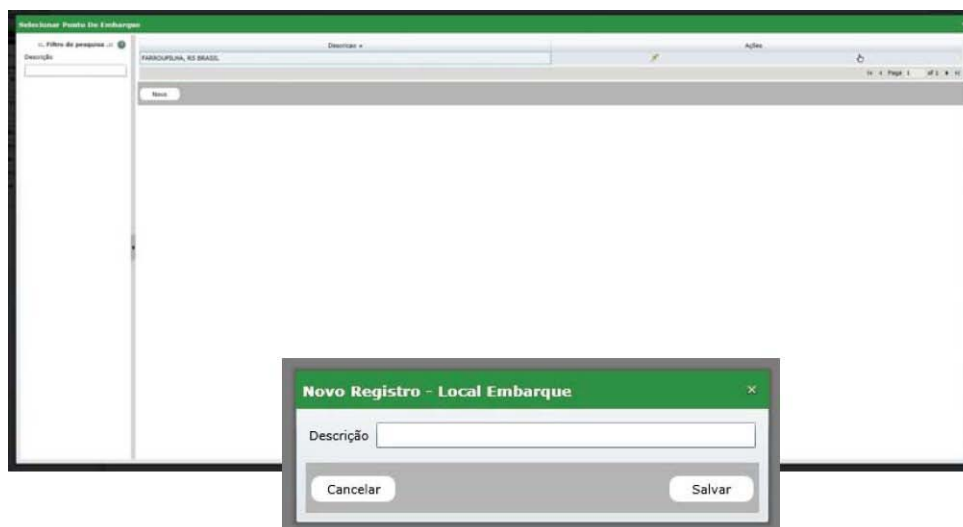 Selecionar Ponto De Embarque
::. Filtro de pesquisa .::
Descrição
Descricao
Ações
FARROUPILHA, RS BRASIL
Page 1 of 1
Novo
Novo Registro - Local Embarque ×
Descrição
Cancelar Salvar